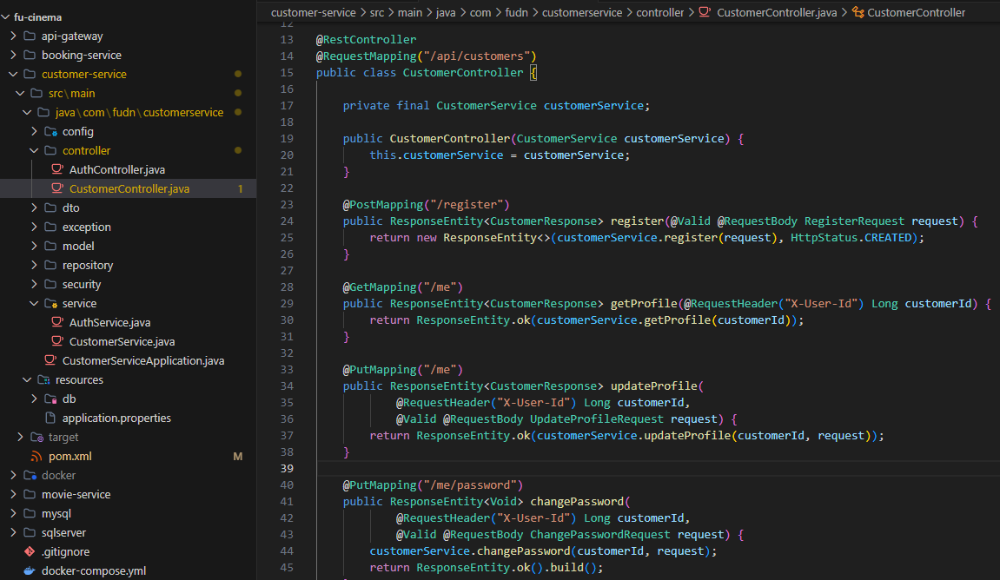 fu-cinema
api-gateway
booking-service
customer-service
src\main
java\com\fudn\customerservice
config
controller
AuthController.java
CustomerController.java 1
dto
exception
model
repository
security
service
AuthService.java
CustomerService.java
CustomerServiceApplication.java
resources
db
application.properties
target
pom.xml M
docker
movie-service
mysql
sqlserver
.gitignore
docker-compose.yml
customer-service > src > main > java > com > fudn > customerservice > controller > CustomerController.java > CustomerController
12
13 @RestController
14 @RequestMapping("/api/customers")
15 public class CustomerController {
16
17 private final CustomerService customerService;
18
19 public CustomerController(CustomerService customerService) {
20 this.customerService = customerService;
21 }
22
23 @PostMapping("/register")
24 public ResponseEntity<CustomerResponse> register(@Valid @RequestBody RegisterRequest request) {
25 return new ResponseEntity<>(customerService.register(request), HttpStatus.CREATED);
26 }
27
28 @GetMapping("/me")
29 public ResponseEntity<CustomerResponse> getProfile(@RequestHeader("X-User-Id") Long customerId) {
30 return ResponseEntity.ok(customerService.getProfile(customerId));
31 }
32
33 @PutMapping("/me")
34 public ResponseEntity<CustomerResponse> updateProfile(
35 @RequestHeader("X-User-Id") Long customerId,
36 @Valid @RequestBody UpdateProfileRequest request) {
37 return ResponseEntity.ok(customerService.updateProfile(customerId, request));
38 }
39
40 @PutMapping("/me/password")
41 public ResponseEntity<Void> changePassword(
42 @RequestHeader("X-User-Id") Long customerId,
43 @Valid @RequestBody ChangePasswordRequest request) {
44 customerService.changePassword(customerId, request);
45 return ResponseEntity.ok().build();